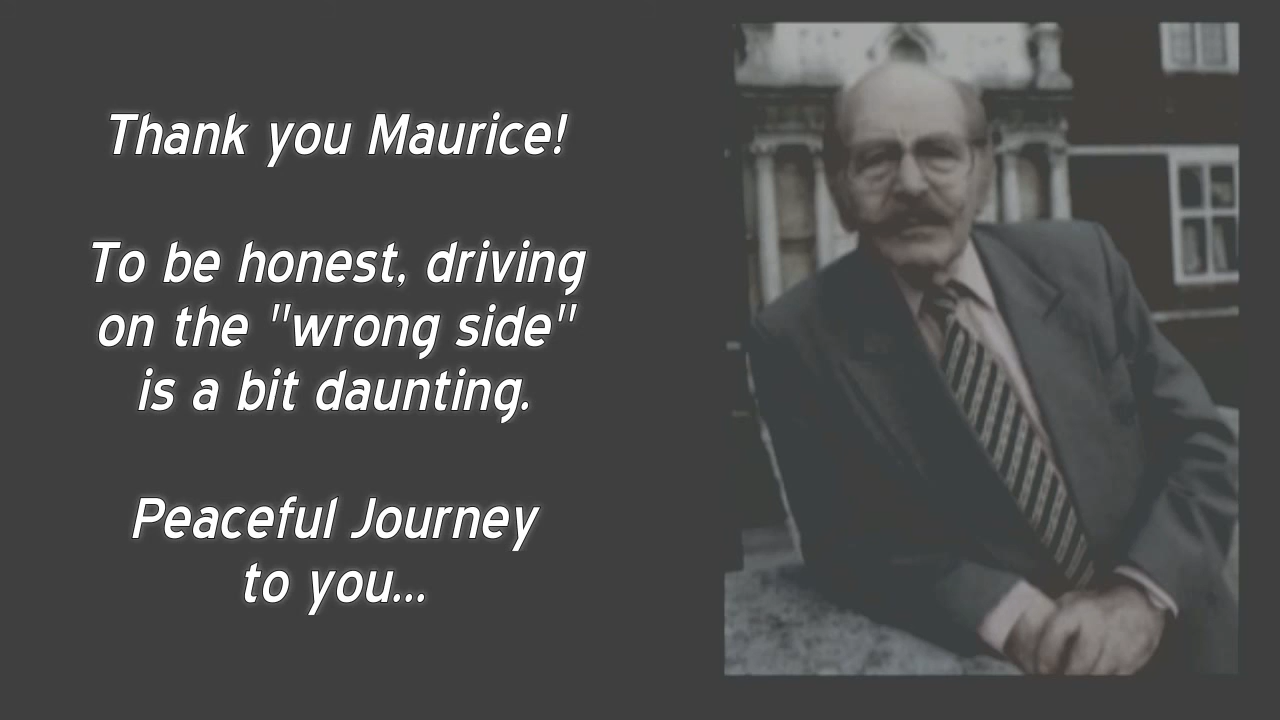 Thank you Maurice!
To be honest, driving
on the "wrong side"
is a bit daunting.
Peaceful Journey
to you...